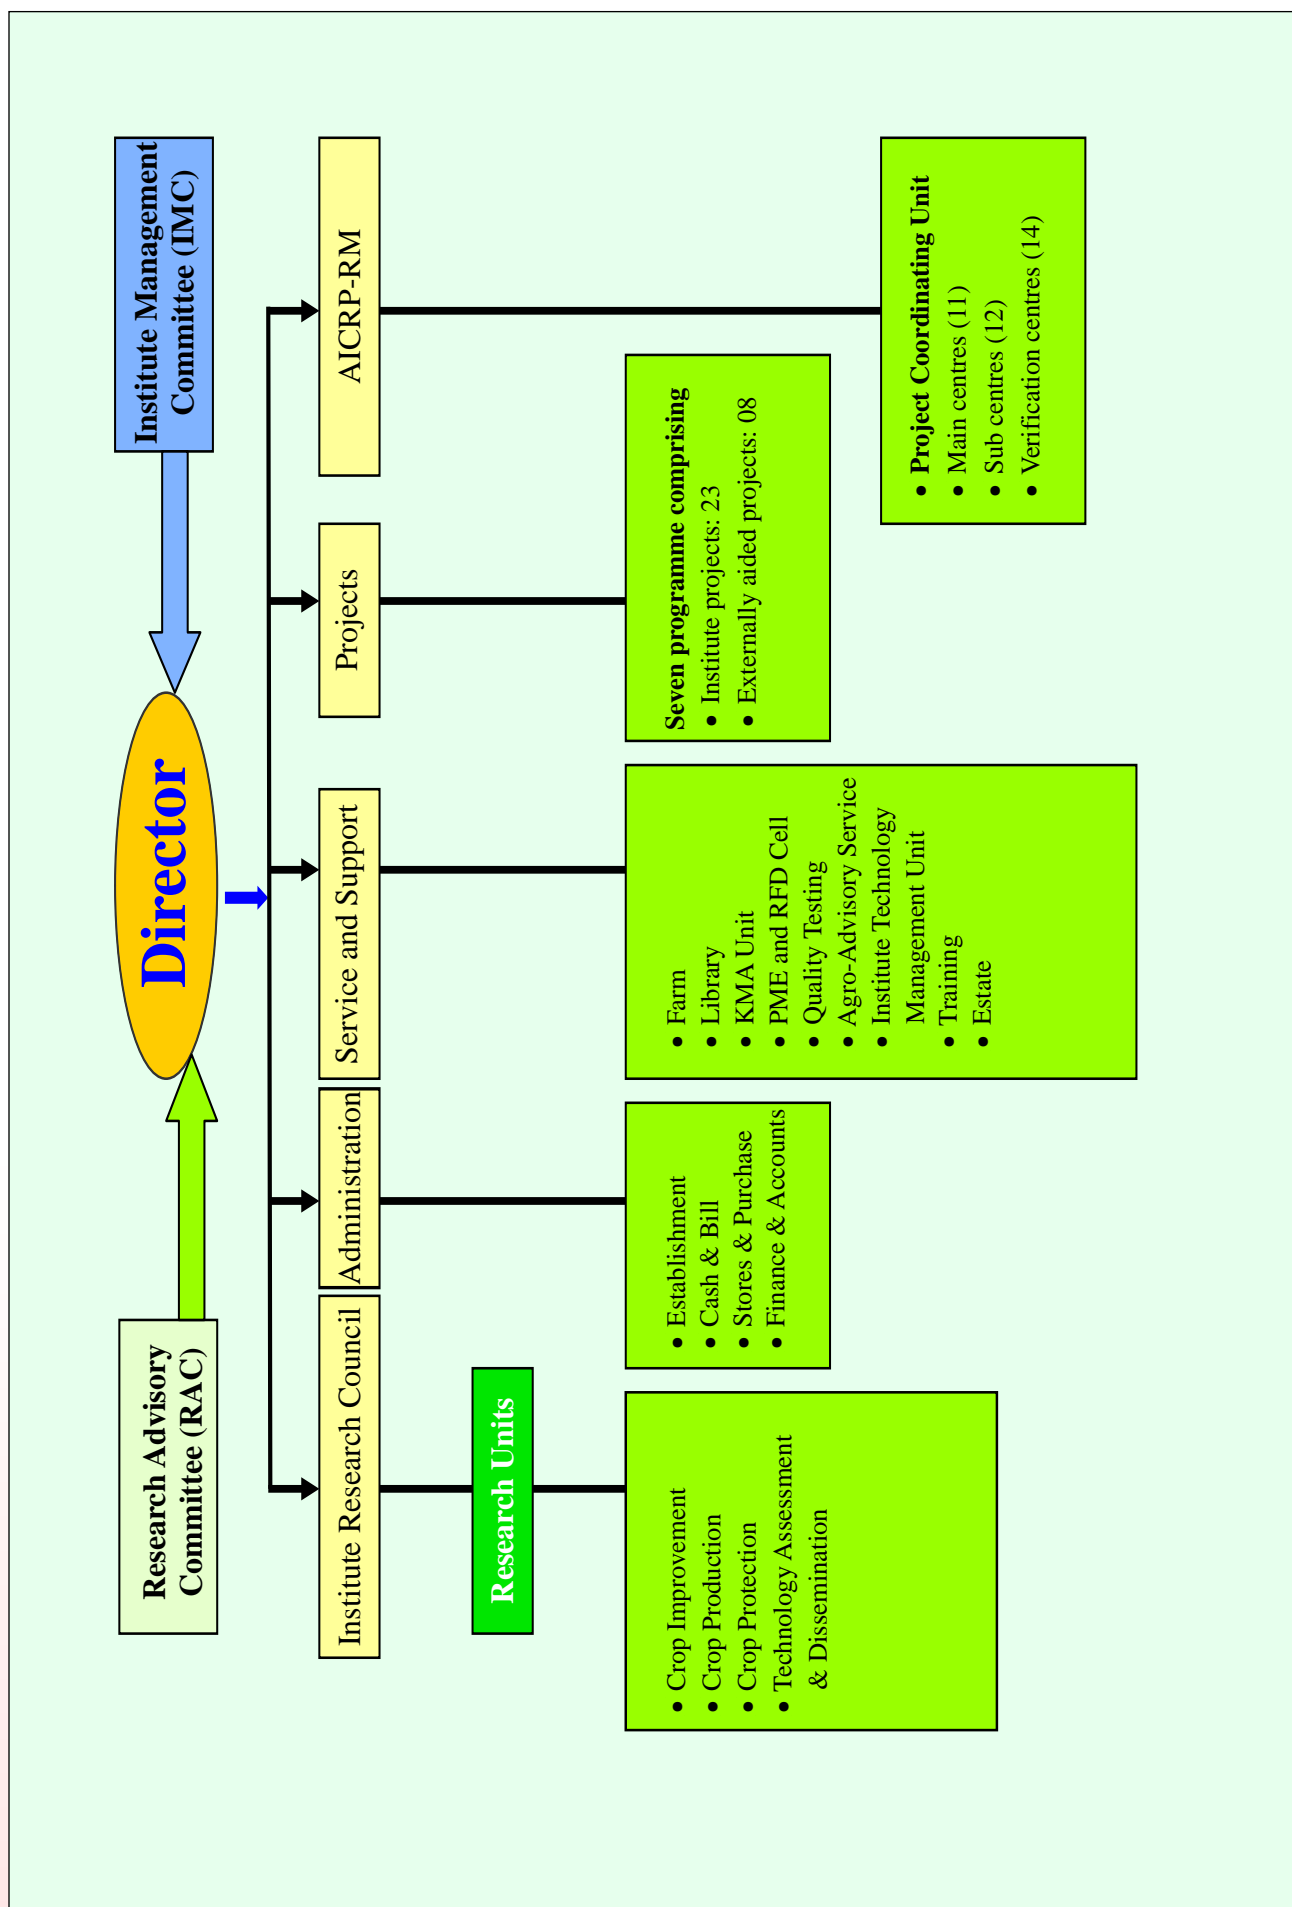 Research Advisory
Committee (RAC)
Director
Institute Management
Committee (IMC)
Institute Research Council
Administration
Service and Support
Projects
AICRP-RM
Research Units
• Crop Improvement
• Crop Production
• Crop Protection
• Technology Assessment
& Dissemination
• Establishment
• Cash & Bill
• Stores & Purchase
• Finance & Accounts
• Farm
• Library
• KMA Unit
• PME and RFD Cell
• Quality Testing
• Agro-Advisory Service
• Institute Technology
Management Unit
• Training
• Estate
Seven programme comprising
• Institute projects: 23
• Externally aided projects: 08
• Project Coordinating Unit
• Main centres (11)
• Sub centres (12)
• Verification centres (14)